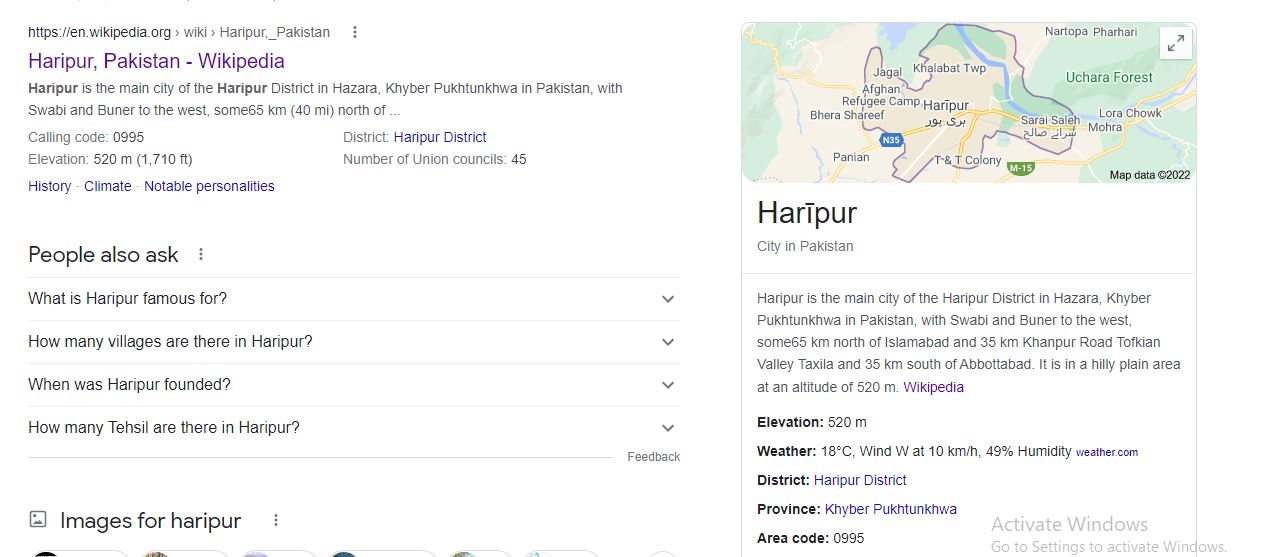 https://en.wikipedia.org › wiki › Haripur,_Pakistan
Haripur, Pakistan - Wikipedia
Haripur is the main city of the Haripur District in Hazara, Khyber Pukhtunkhwa in Pakistan, with
Swabi and Buner to the west, some65 km (40 mi) north of ...
Calling code: 0995
District: Haripur District
Elevation: 520 m (1,710 ft)
Number of Union councils: 45
History · Climate · Notable personalities
People also ask
What is Haripur famous for?
How many villages are there in Haripur?
When was Haripur founded?
How many Tehsil are there in Haripur?
Feedback
Images for haripur
Nartopa Pharhari
Khalabat Twp
Jagal
Uchara Forest
Afghan
Refugee Camp
Harīpur
ہری پور
Bhera Shareef
Lora Chowk
Sarai Saleh
سرائے صالح
Mohra
N35
Panian
T & T Colony
M-15
Map data ©2022
Harīpur
City in Pakistan
Haripur is the main city of the Haripur District in Hazara, Khyber
Pukhtunkhwa in Pakistan, with Swabi and Buner to the west,
some65 km north of Islamabad and 35 km Khanpur Road Tofkian
Valley Taxila and 35 km south of Abbottabad. It is in a hilly plain area
at an altitude of 520 m. Wikipedia
Elevation: 520 m
Weather: 18°C, Wind W at 10 km/h, 49% Humidity weather.com
District: Haripur District
Province: Khyber Pukhtunkhwa
Area code: 0995
Activate Windows
Go to Settings to activate Windows.